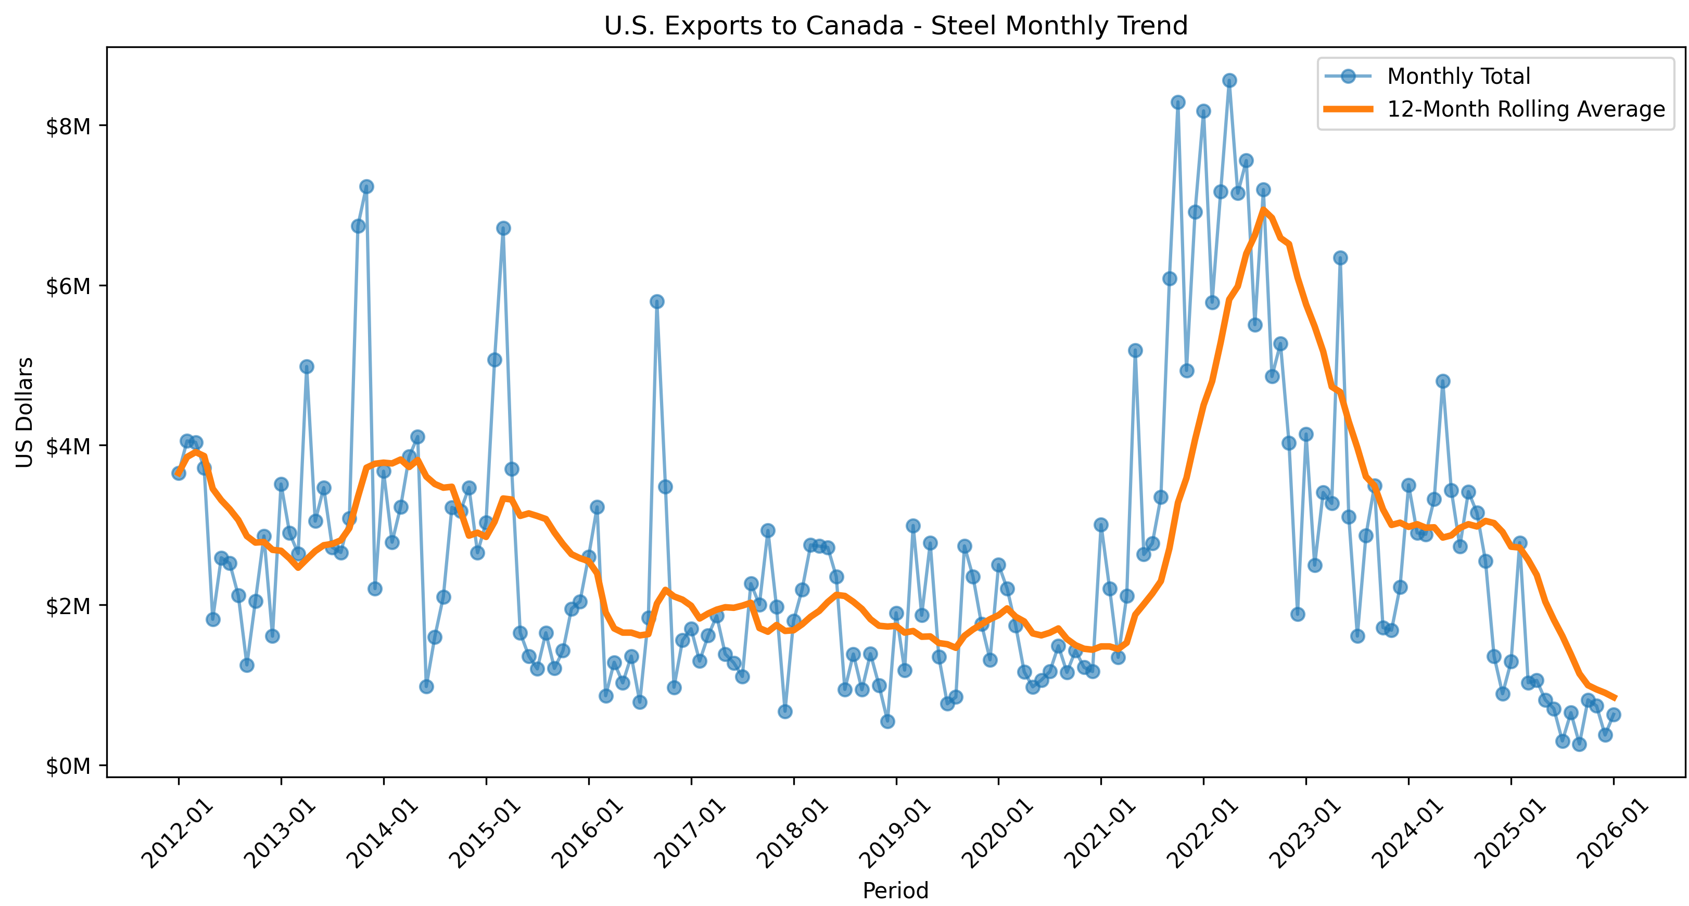 U.S. Exports to Canada - Steel Monthly Trend
Monthly Total
12-Month Rolling Average
US Dollars
$8M
$6M
$4M
$2M
$0M
2012-01
2013-01
2014-01
2015-01
2016-01
2017-01
2018-01
2019-01
2020-01
2021-01
2022-01
2023-01
2024-01
2025-01
2026-01
Period